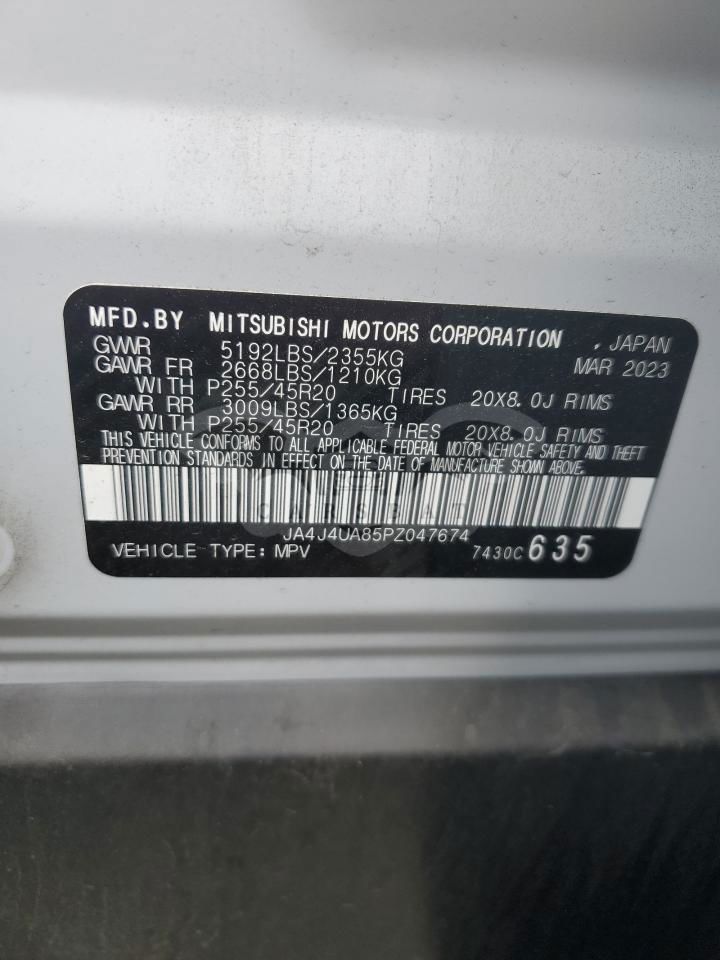 MFD.BY MITSUBISHI MOTORS CORPORATION , JAPAN
GVWR 5192LBS/2355KG MAR 2023
GAWR FR 2668LBS/1210KG
WITH P255/45R20 TIRES 20X8.0J RIMS
GAWR RR 3009LBS/1365KG
WITH P255/45R20 TIRES 20X8.0J RIMS
THIS VEHICLE CONFORMS TO ALL APPLICABLE FEDERAL MOTOR VEHICLE SAFETY AND THEFT
PREVENTION STANDARDS IN EFFECT ON THE DATE OF MANUFACTURE SHOWN ABOVE.
JA4J4UA85PZ047674
VEHICLE TYPE: MPV 7430C 635